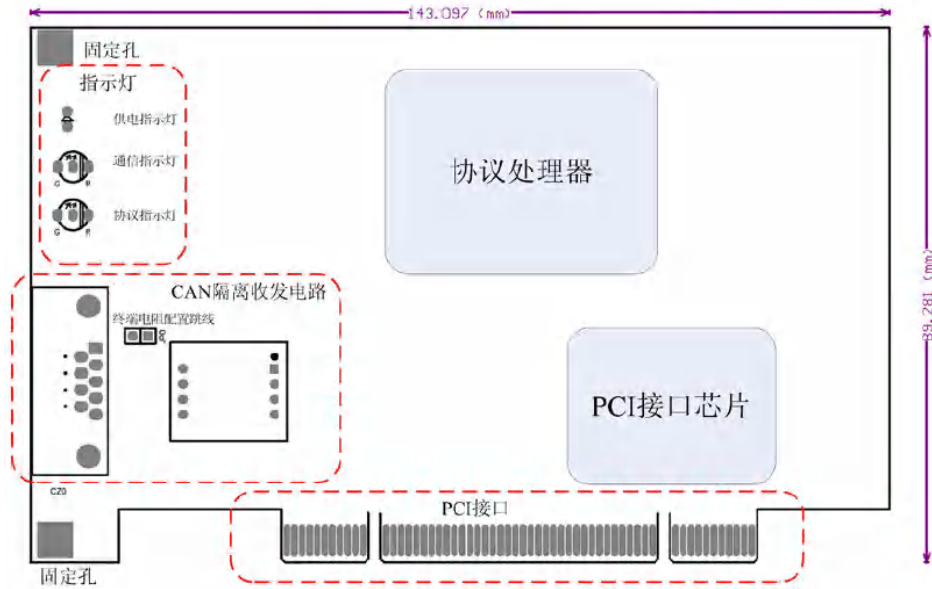 143.097 (mm)
固定孔
指示灯
供电指示灯
通信指示灯
G R
协议指示灯
G R
协议处理器
89.281 (mm)
CAN隔离收发电路
终端电阻配置跳线
JP0
PCI接口芯片
CZ0
PCI接口
固定孔